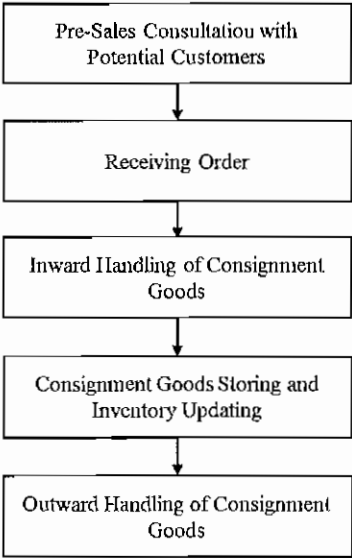 Pre-Sales Consultation with
Potential Customers
Receiving Order
Inward Handling of Consignment
Goods
Consignment Goods Storing and
Inventory Updating
Outward Handling of Consignment
Goods